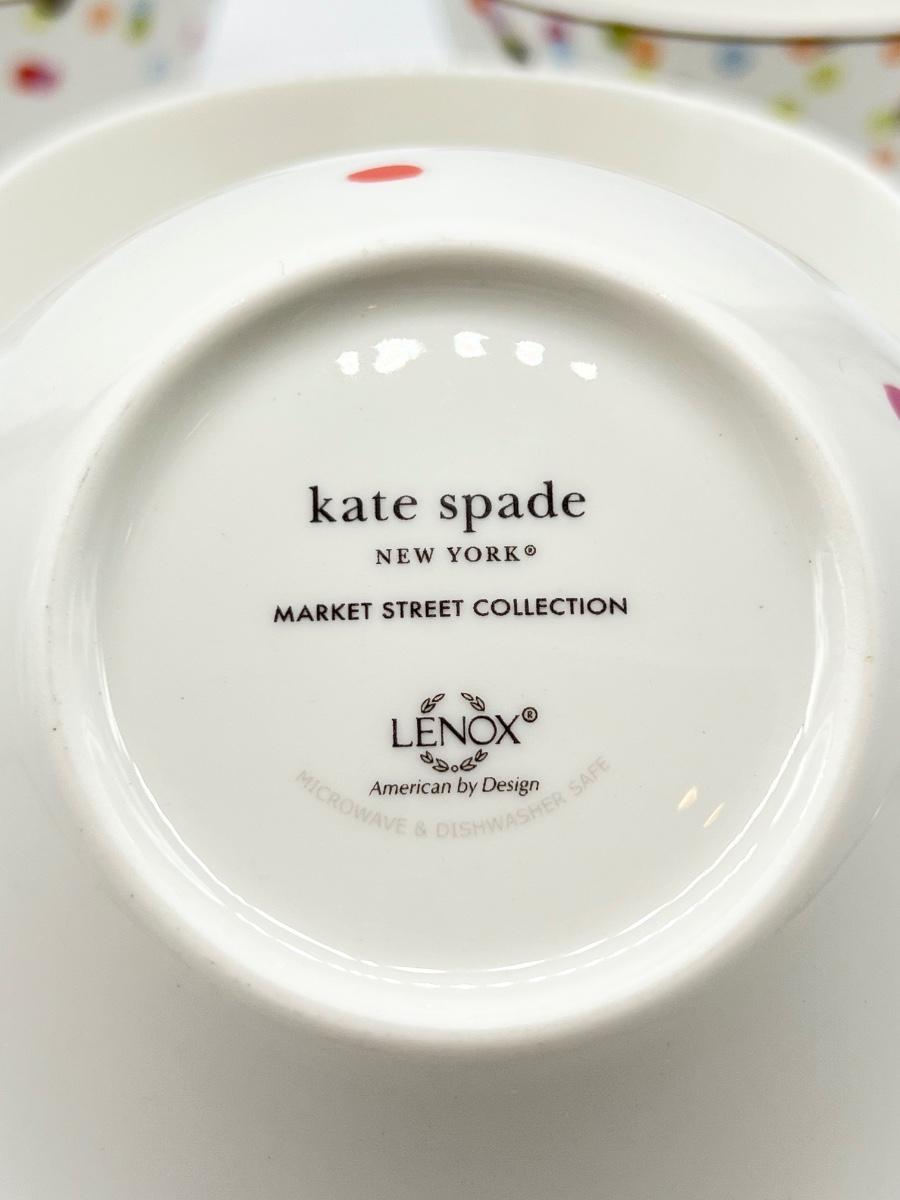 kate spade
NEW YORK®
MARKET STREET COLLECTION
LENOX®
American by Design
MICROWAVE & DISHWASHER SAFE